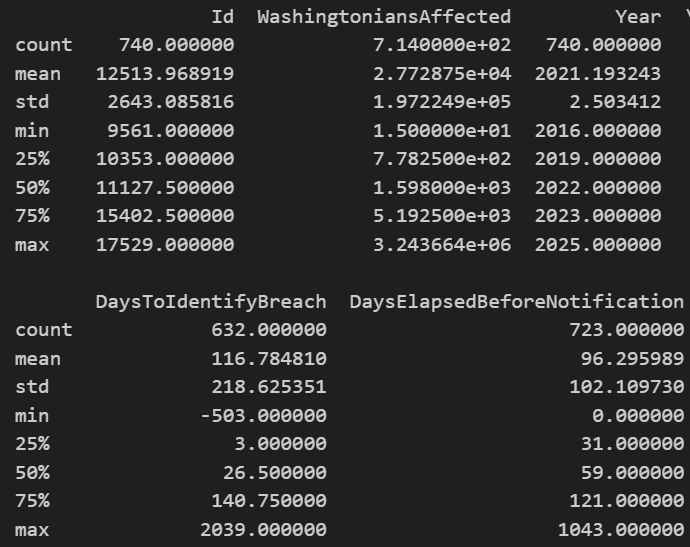 Id WashingtoniansAffected Year
count 740.000000 7.140000e+02 740.000000
mean 12513.968919 2.772875e+04 2021.193243
std 2643.085816 1.972249e+05 2.503412
min 9561.000000 1.500000e+01 2016.000000
25% 10353.000000 7.782500e+02 2019.000000
50% 11127.500000 1.598000e+03 2022.000000
75% 15402.500000 5.192500e+03 2023.000000
max 17529.000000 3.243664e+06 2025.000000
DaysToIdentifyBreach DaysElapsedBeforeNotification
count 632.000000 723.000000
mean 116.784810 96.295989
std 218.625351 102.109730
min -503.000000 0.000000
25% 3.000000 31.000000
50% 26.500000 59.000000
75% 140.750000 121.000000
max 2039.000000 1043.000000